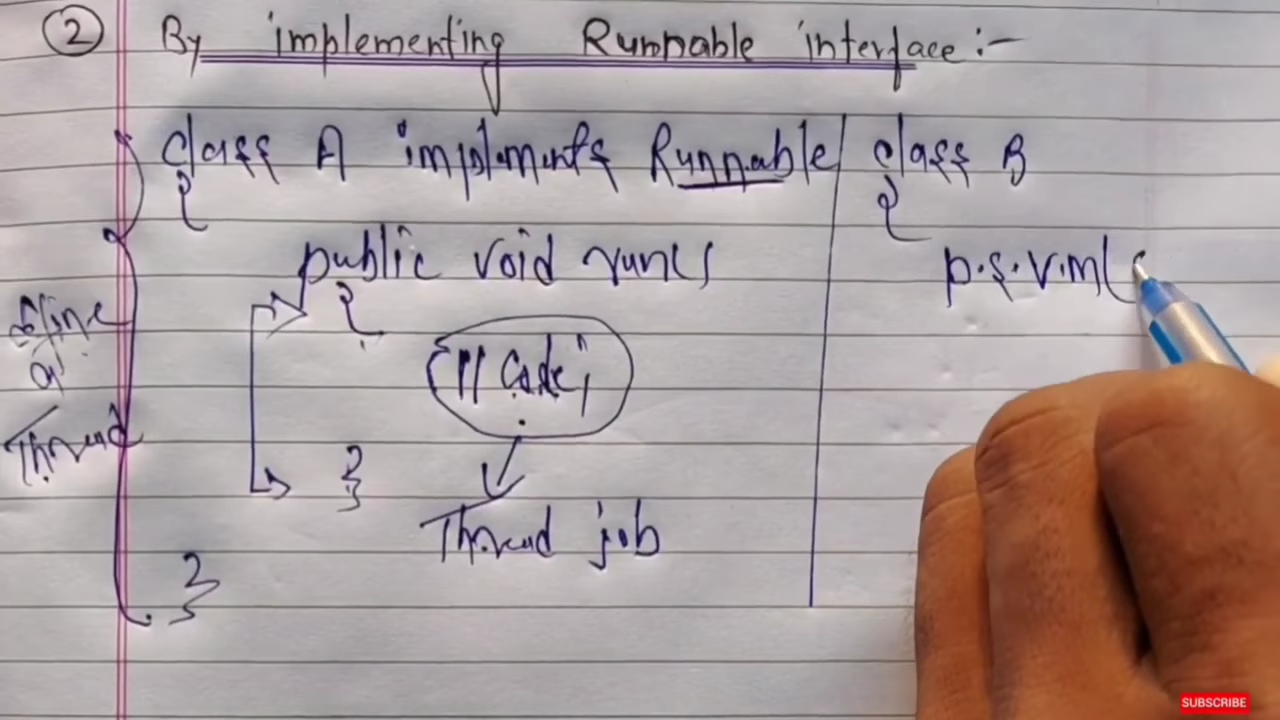 ② By implementing Runnable interface :-
class A implements Runnable
{
public void run()
{
// Code;
}
Thread job
}
Define
a
Thread
class B
{
p.s.v.m(
SUBSCRIBE